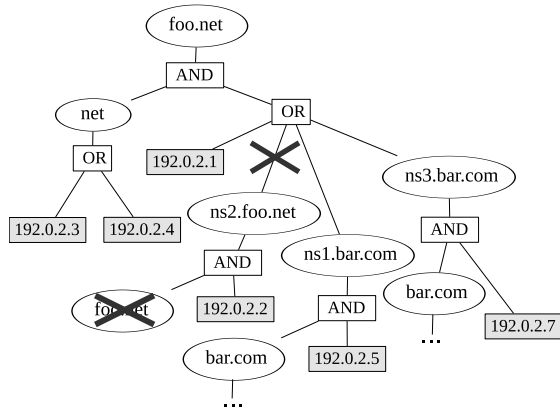 foo.net
AND
net
OR
OR
192.0.2.1
ns3.bar.com
192.0.2.3
192.0.2.4
ns2.foo.net
AND
AND
ns1.bar.com
bar.com
foo.net
192.0.2.2
AND
192.0.2.7
...
bar.com
192.0.2.5
...